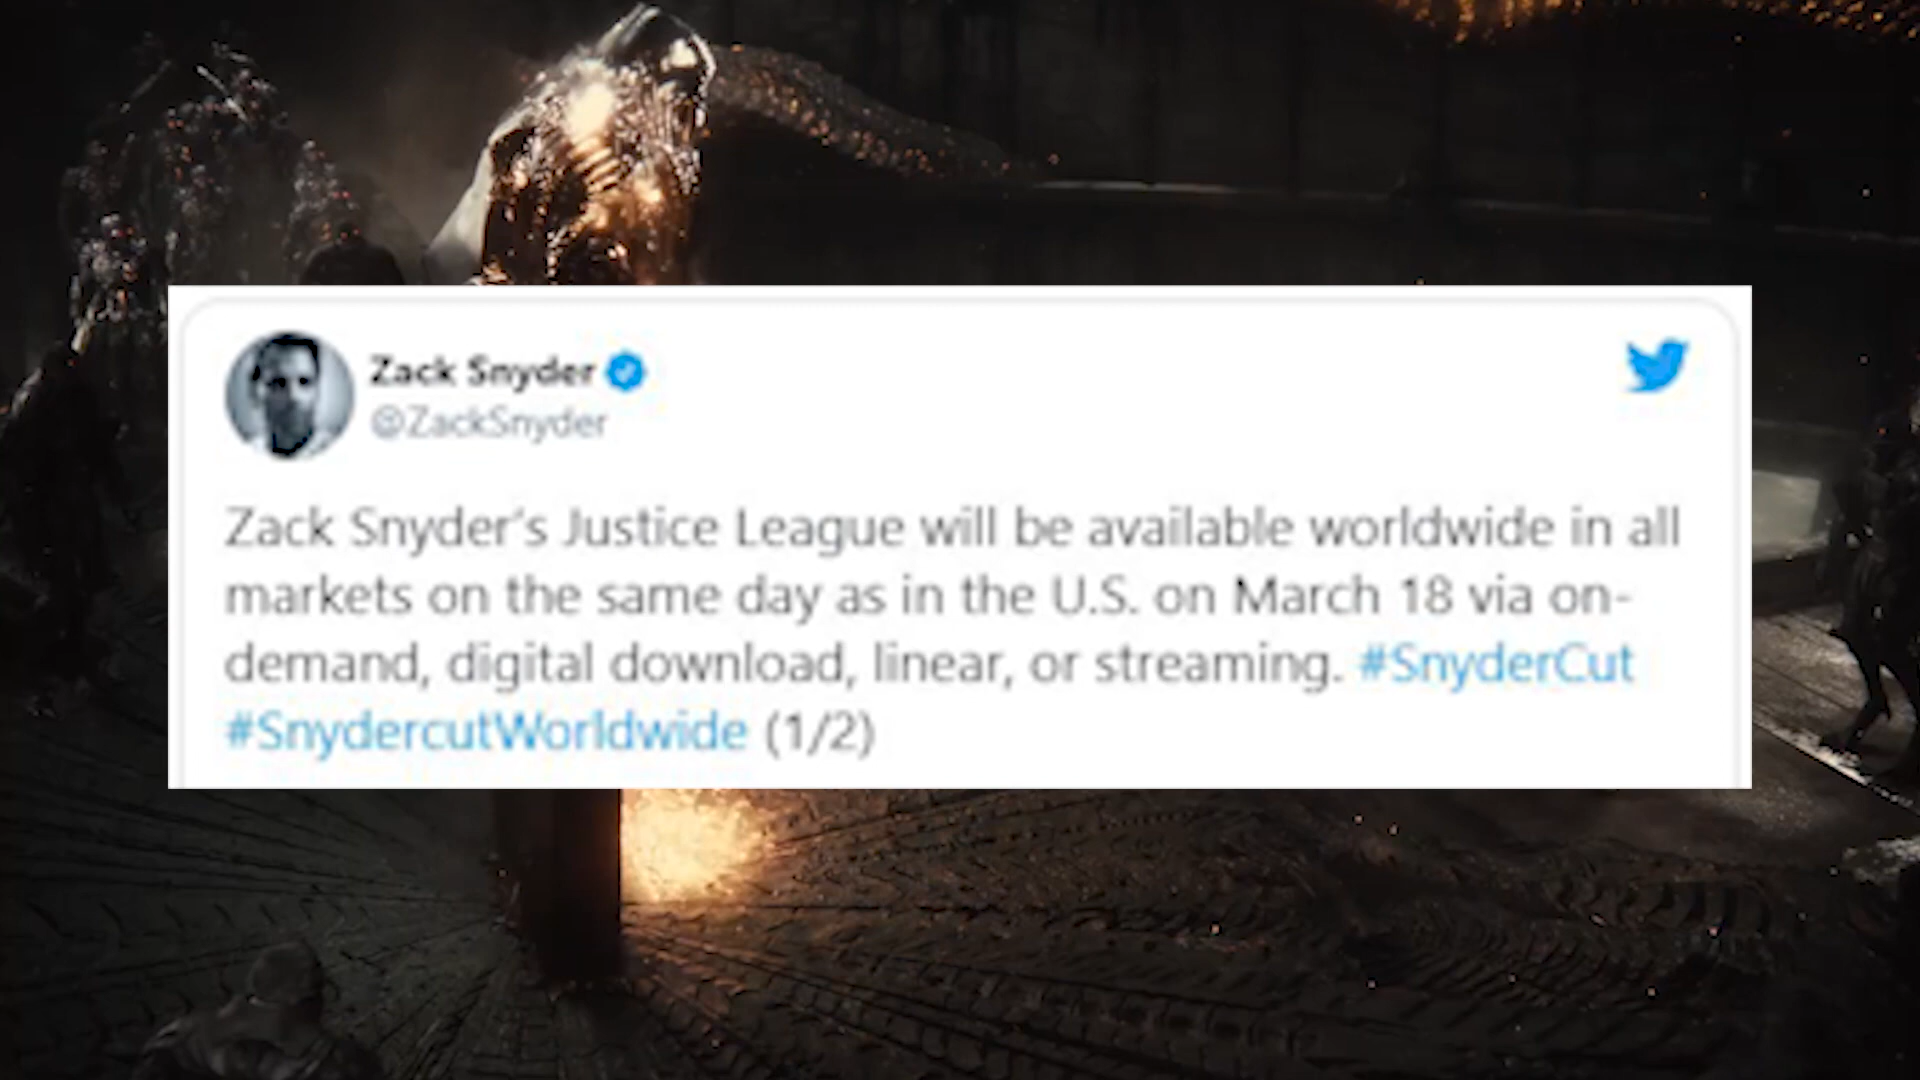 Zack Snyder
@ZackSnyder
Zack Snyder's Justice League will be available worldwide in all
markets on the same day as in the U.S. on March 18 via on-
demand, digital download, linear, or streaming. #SnyderCut
#SnydercutWorldwide (1/2)